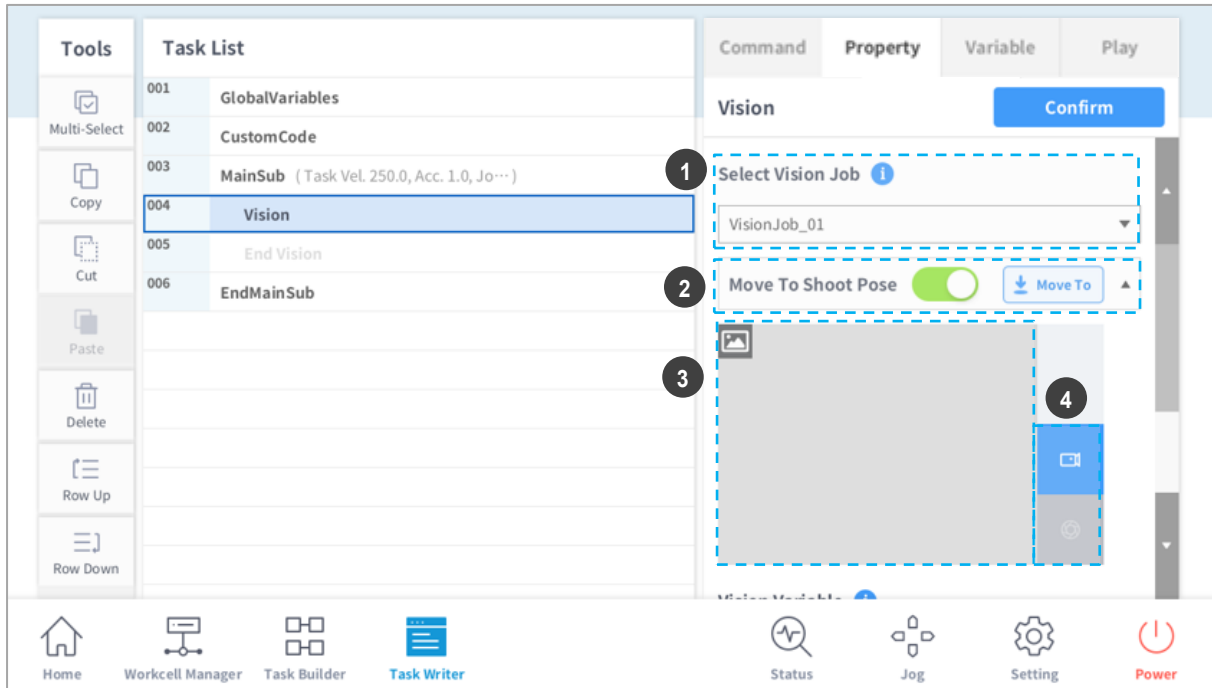 Tools
Multi-Select
Copy
Cut
Paste
Delete
Row Up
Row Down
Task List
001 GlobalVariables
002 CustomCode
003 MainSub ( Task Vel. 250.0, Acc. 1.0, Jo··· )
004 Vision
005 End Vision
006 EndMainSub
Command Property Variable Play
Vision Confirm
1 Select Vision Job i
VisionJob_01
2 Move To Shoot Pose Move To
3
4
Vision Variable
Home Workcell Manager Task Builder Task Writer Status Jog Setting Power